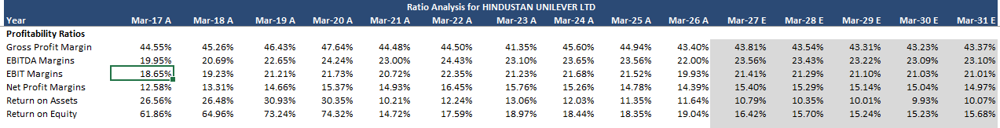 Ratio Analysis for HINDUSTAN UNILEVER LTD
Year Mar-17 A Mar-18 A Mar-19 A Mar-20 A Mar-21 A Mar-22 A Mar-23 A Mar-24 A Mar-25 A Mar-26 A Mar-27 E Mar-28 E Mar-29 E Mar-30 E Mar-31 E
Profitability Ratios
Gross Profit Margin 44.55% 45.26% 46.43% 47.64% 44.48% 44.50% 41.35% 45.60% 44.94% 43.40% 43.81% 43.54% 43.31% 43.23% 43.37%
EBITDA Margins 19.95% 20.69% 22.65% 24.24% 23.00% 24.43% 23.10% 23.65% 23.56% 22.00% 23.56% 23.43% 23.22% 23.09% 23.10%
EBIT Margins 18.65% 19.23% 21.21% 21.73% 20.72% 22.35% 21.23% 21.68% 21.52% 19.93% 21.41% 21.29% 21.10% 21.03% 21.01%
Net Profit Margins 12.58% 13.31% 14.66% 15.37% 14.93% 16.45% 15.76% 16.26% 14.78% 14.39% 15.40% 15.29% 15.14% 15.04% 14.97%
Return on Assets 26.56% 26.48% 30.93% 30.35% 10.21% 12.24% 13.06% 12.03% 11.35% 11.64% 10.79% 10.35% 10.01% 9.93% 10.07%
Return on Equity 61.86% 64.96% 73.24% 74.32% 14.72% 17.59% 18.97% 18.44% 18.35% 19.04% 16.42% 15.70% 15.24% 15.23% 15.68%